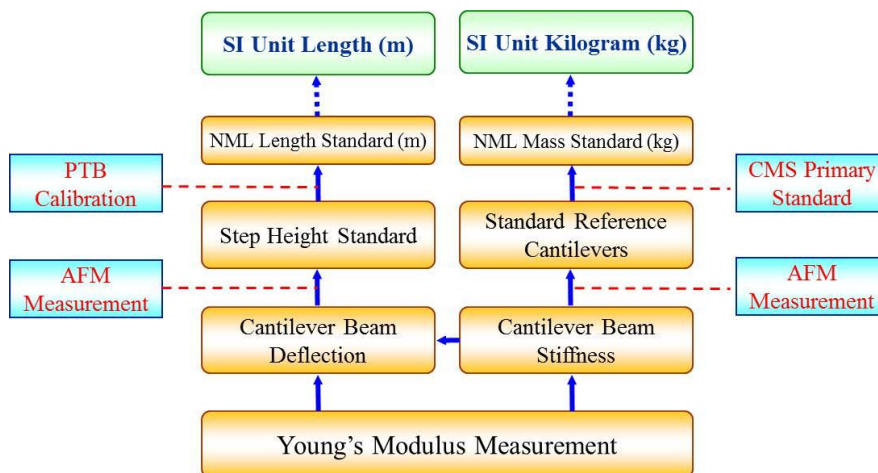 SI Unit Length (m)
SI Unit Kilogram (kg)
NML Length Standard (m)
NML Mass Standard (kg)
PTB
Calibration
CMS Primary
Standard
Step Height Standard
Standard Reference
Cantilevers
AFM
Measurement
AFM
Measurement
Cantilever Beam
Deflection
Cantilever Beam
Stiffness
Young's Modulus Measurement